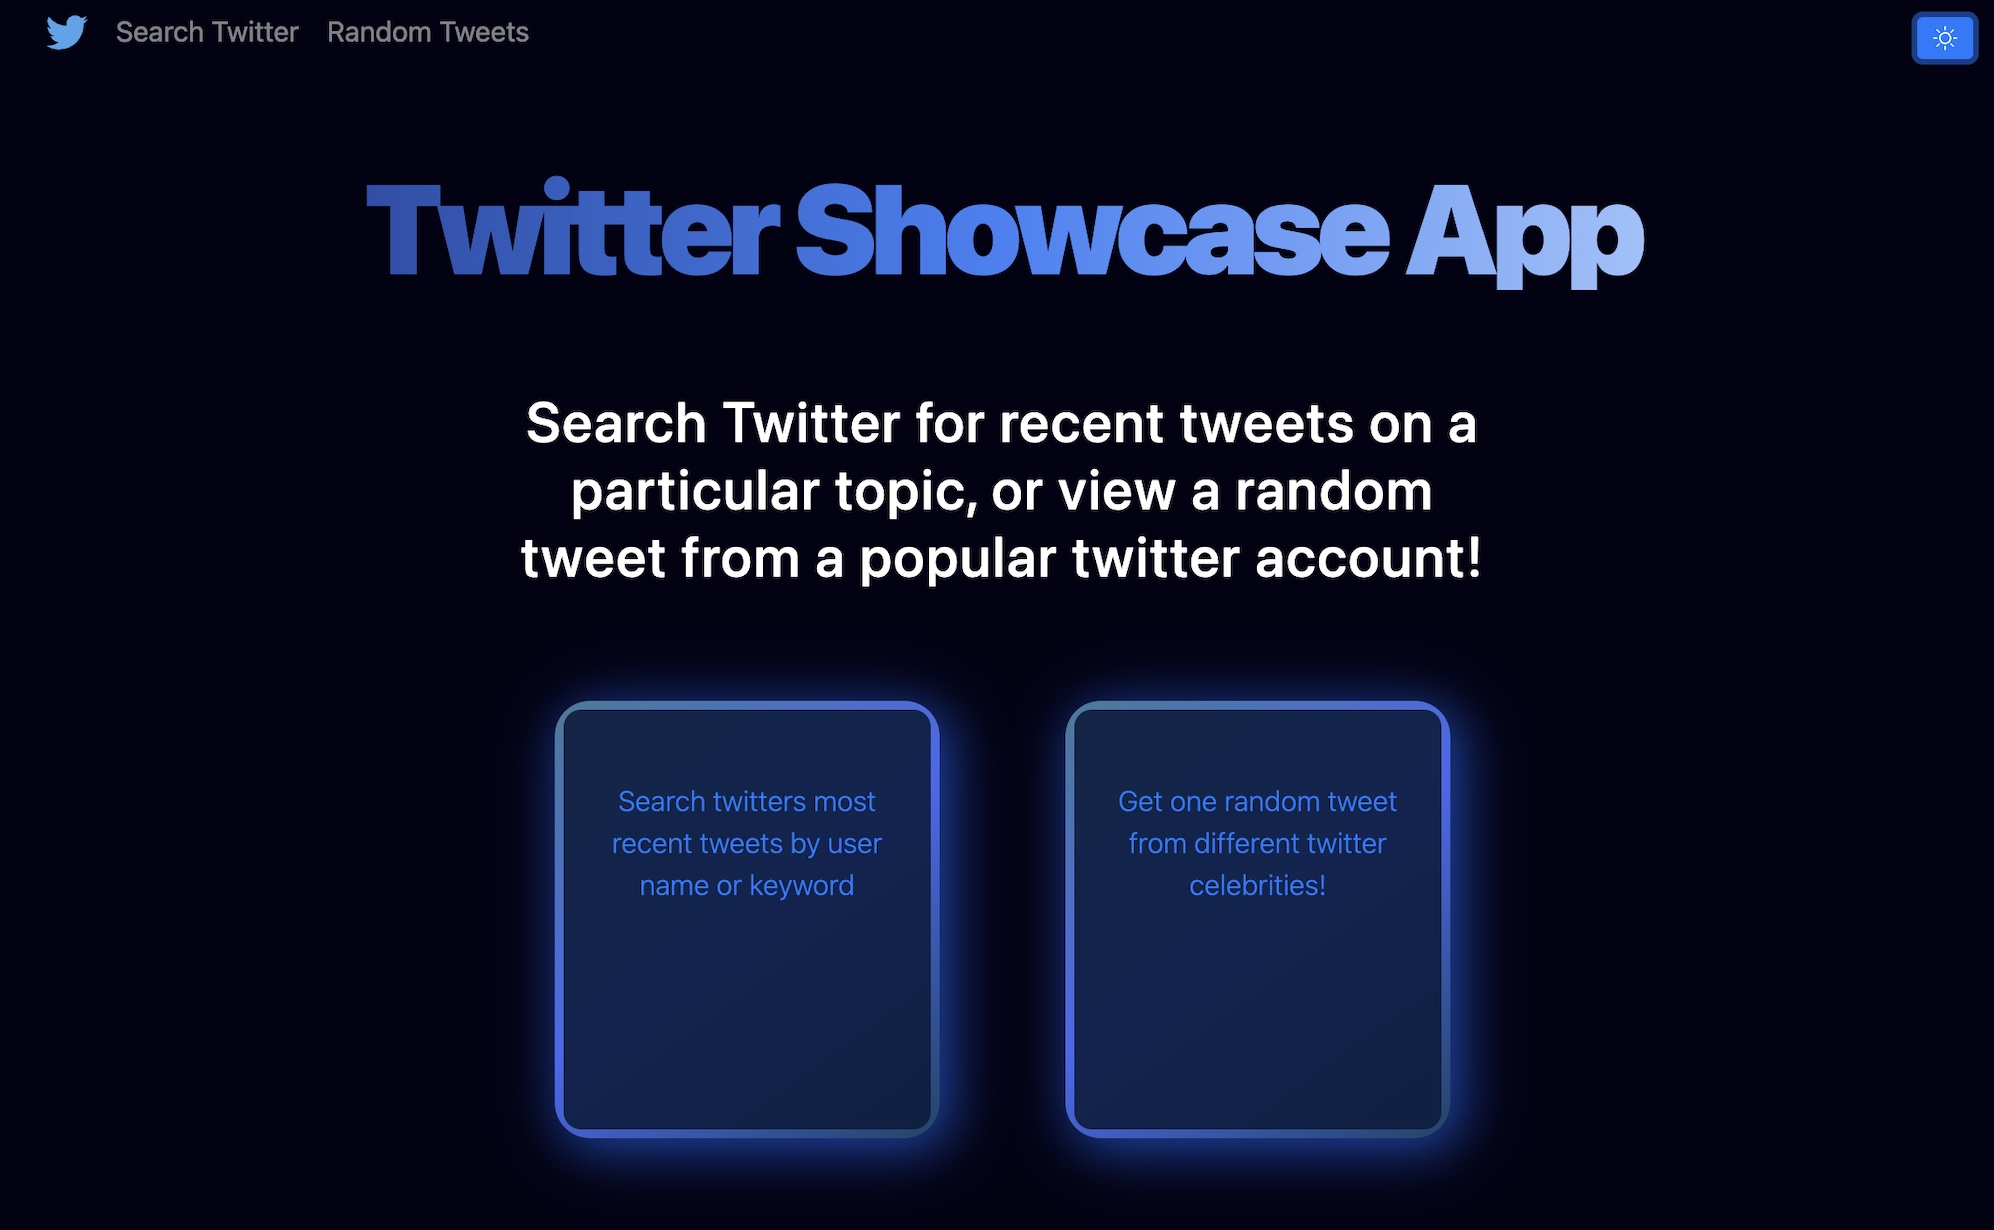 Search Twitter Random Tweets
Twitter Showcase App
Search Twitter for recent tweets on a
particular topic, or view a random
tweet from a popular twitter account!
Search twitters most
recent tweets by user
name or keyword
Get one random tweet
from different twitter
celebrities!